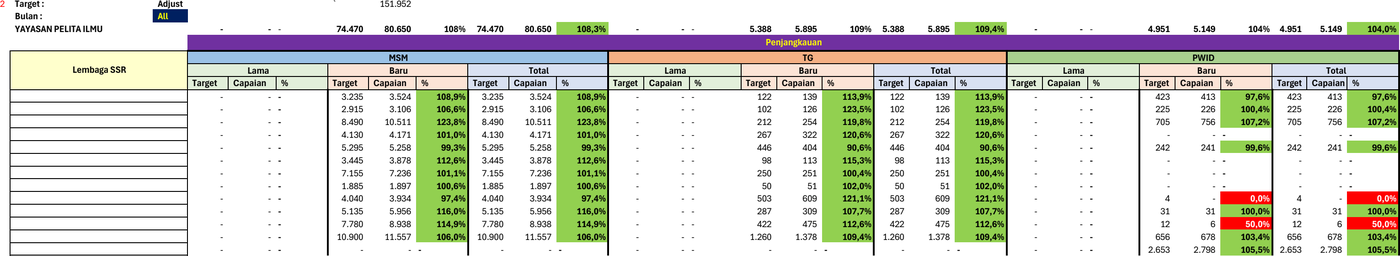 2 Target : Adjust 151.952
Bulan : All
YAYASAN PELITA ILMU - - - 74.470 80.650 108% 74.470 80.650 108,3% - - - 5.388 5.895 109% 5.388 5.895 109,4% - - - 4.951 5.149 104% 4.951 5.149 104,0%
Penjangkauan
Lembaga SSR MSM TG PWID
Lama Baru Total Lama Baru Total Lama Baru Total
Target Capaian % Target Capaian % Target Capaian % Target Capaian % Target Capaian % Target Capaian % Target Capaian % Target Capaian % Target Capaian %
- - - 3.235 3.524 108,9% 3.235 3.524 108,9% - - - 122 139 113,9% 122 139 113,9% - - - 423 413 97,6% 423 413 97,6%
- - - 2.915 3.106 106,6% 2.915 3.106 106,6% - - - 102 126 123,5% 102 126 123,5% - - - 225 226 100,4% 225 226 100,4%
- - - 8.490 10.511 123,8% 8.490 10.511 123,8% - - - 212 254 119,8% 212 254 119,8% - - - 705 756 107,2% 705 756 107,2%
- - - 4.130 4.171 101,0% 4.130 4.171 101,0% - - - 267 322 120,6% 267 322 120,6% - - - - - - - - -
- - - 5.295 5.258 99,3% 5.295 5.258 99,3% - - - 446 404 90,6% 446 404 90,6% - - - 242 241 99,6% 242 241 99,6%
- - - 3.445 3.878 112,6% 3.445 3.878 112,6% - - - 98 113 115,3% 98 113 115,3% - - - - - - - - -
- - - 7.155 7.236 101,1% 7.155 7.236 101,1% - - - 250 251 100,4% 250 251 100,4% - - - - - - - - -
- - - 1.885 1.897 100,6% 1.885 1.897 100,6% - - - 50 51 102,0% 50 51 102,0% - - - - - - - - -
- - - 4.040 3.934 97,4% 4.040 3.934 97,4% - - - 503 609 121,1% 503 609 121,1% - - - 4 - 0,0% 4 - 0,0%
- - - 5.135 5.956 116,0% 5.135 5.956 116,0% - - - 287 309 107,7% 287 309 107,7% - - - 31 31 100,0% 31 31 100,0%
- - - 7.780 8.938 114,9% 7.780 8.938 114,9% - - - 422 475 112,6% 422 475 112,6% - - - 12 6 50,0% 12 6 50,0%
- - - 10.900 11.557 106,0% 10.900 11.557 106,0% - - - 1.260 1.378 109,4% 1.260 1.378 109,4% - - - 656 678 103,4% 656 678 103,4%
- - - - - - - - - - - - - - - - - - - - - 2.653 2.798 105,5% 2.653 2.798 105,5%